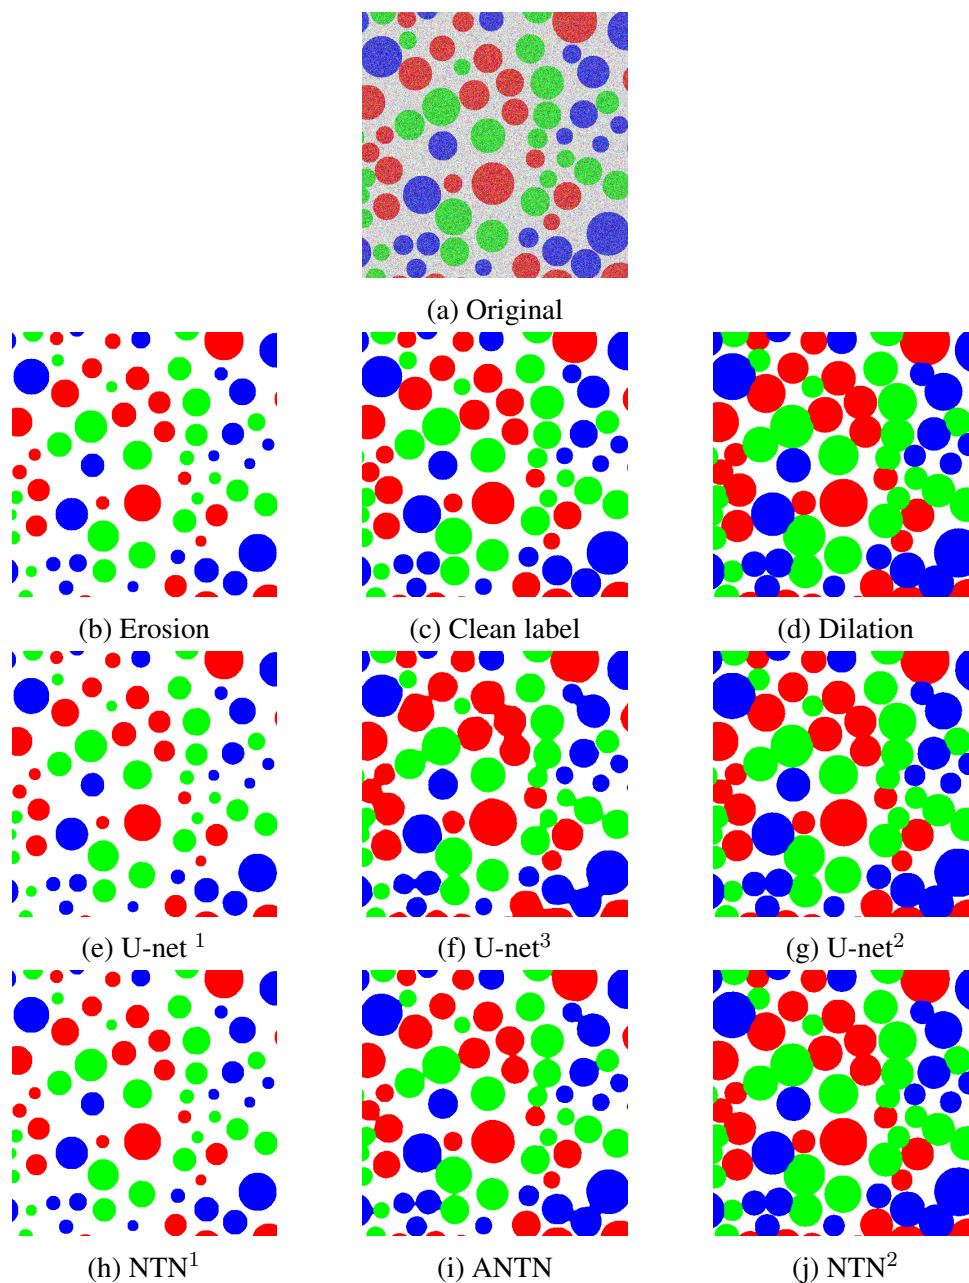 (a) Original
(b) Erosion
(c) Clean label
(d) Dilation
(e) U-net ¹
(f) U-net³
(g) U-net²
(h) NTN¹
(i) ANTN
(j) NTN²